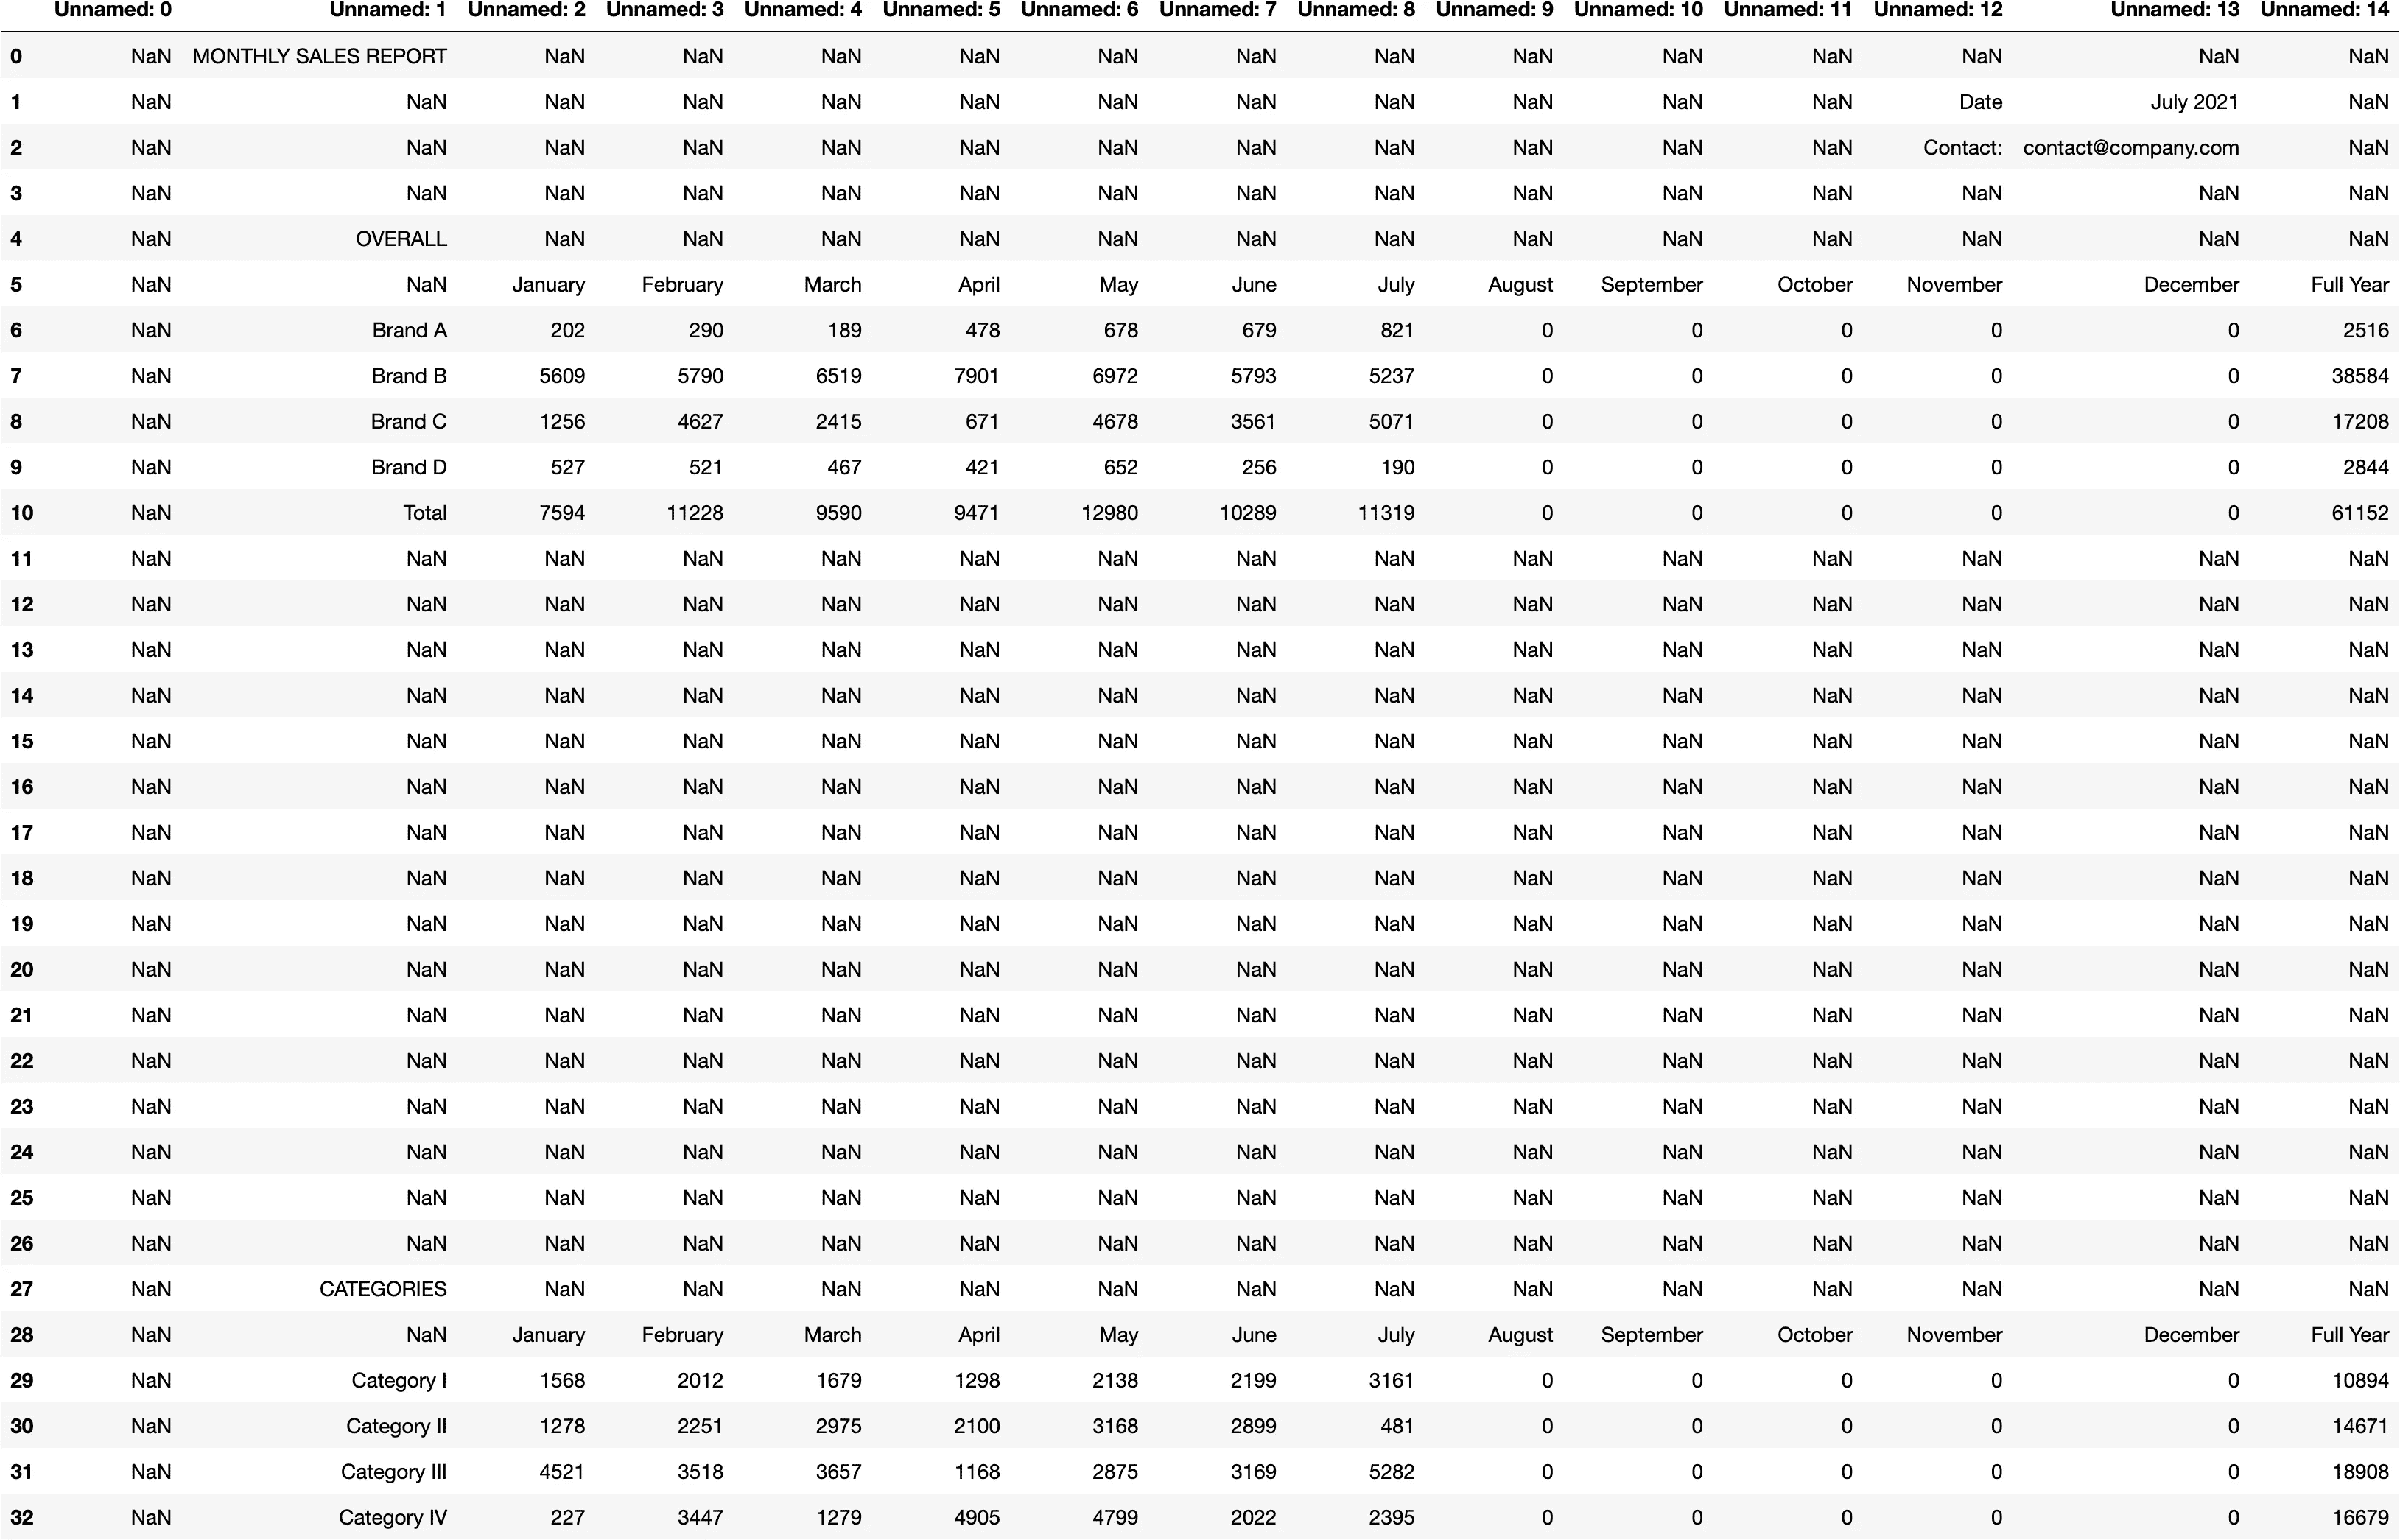 Unnamed: 0 Unnamed: 1 Unnamed: 2 Unnamed: 3 Unnamed: 4 Unnamed: 5 Unnamed: 6 Unnamed: 7 Unnamed: 8 Unnamed: 9 Unnamed: 10 Unnamed: 11 Unnamed: 12 Unnamed: 13 Unnamed: 14
0 NaN MONTHLY SALES REPORT NaN NaN NaN NaN NaN NaN NaN NaN NaN NaN NaN NaN NaN
1 NaN NaN NaN NaN NaN NaN NaN NaN NaN NaN NaN NaN Date July 2021 NaN
2 NaN NaN NaN NaN NaN NaN NaN NaN NaN NaN NaN NaN Contact: contact@company.com NaN
3 NaN NaN NaN NaN NaN NaN NaN NaN NaN NaN NaN NaN NaN NaN NaN
4 NaN OVERALL NaN NaN NaN NaN NaN NaN NaN NaN NaN NaN NaN NaN NaN
5 NaN NaN January February March April May June July August September October November December Full Year
6 NaN Brand A 202 290 189 478 678 679 821 0 0 0 0 0 2516
7 NaN Brand B 5609 5790 6519 7901 6972 5793 5237 0 0 0 0 0 38584
8 NaN Brand C 1256 4627 2415 671 4678 3561 5071 0 0 0 0 0 17208
9 NaN Brand D 527 521 467 421 652 256 190 0 0 0 0 0 2844
10 NaN Total 7594 11228 9590 9471 12980 10289 11319 0 0 0 0 0 61152
11 NaN NaN NaN NaN NaN NaN NaN NaN NaN NaN NaN NaN NaN NaN NaN
12 NaN NaN NaN NaN NaN NaN NaN NaN NaN NaN NaN NaN NaN NaN NaN
13 NaN NaN NaN NaN NaN NaN NaN NaN NaN NaN NaN NaN NaN NaN NaN
14 NaN NaN NaN NaN NaN NaN NaN NaN NaN NaN NaN NaN NaN NaN NaN
15 NaN NaN NaN NaN NaN NaN NaN NaN NaN NaN NaN NaN NaN NaN NaN
16 NaN NaN NaN NaN NaN NaN NaN NaN NaN NaN NaN NaN NaN NaN NaN
17 NaN NaN NaN NaN NaN NaN NaN NaN NaN NaN NaN NaN NaN NaN NaN
18 NaN NaN NaN NaN NaN NaN NaN NaN NaN NaN NaN NaN NaN NaN NaN
19 NaN NaN NaN NaN NaN NaN NaN NaN NaN NaN NaN NaN NaN NaN NaN
20 NaN NaN NaN NaN NaN NaN NaN NaN NaN NaN NaN NaN NaN NaN NaN
21 NaN NaN NaN NaN NaN NaN NaN NaN NaN NaN NaN NaN NaN NaN NaN
22 NaN NaN NaN NaN NaN NaN NaN NaN NaN NaN NaN NaN NaN NaN NaN
23 NaN NaN NaN NaN NaN NaN NaN NaN NaN NaN NaN NaN NaN NaN NaN
24 NaN NaN NaN NaN NaN NaN NaN NaN NaN NaN NaN NaN NaN NaN NaN
25 NaN NaN NaN NaN NaN NaN NaN NaN NaN NaN NaN NaN NaN NaN NaN
26 NaN NaN NaN NaN NaN NaN NaN NaN NaN NaN NaN NaN NaN NaN NaN
27 NaN CATEGORIES NaN NaN NaN NaN NaN NaN NaN NaN NaN NaN NaN NaN NaN
28 NaN NaN January February March April May June July August September October November December Full Year
29 NaN Category I 1568 2012 1679 1298 2138 2199 3161 0 0 0 0 0 10894
30 NaN Category II 1278 2251 2975 2100 3168 2899 481 0 0 0 0 0 14671
31 NaN Category III 4521 3518 3657 1168 2875 3169 5282 0 0 0 0 0 18908
32 NaN Category IV 227 3447 1279 4905 4799 2022 2395 0 0 0 0 0 16679